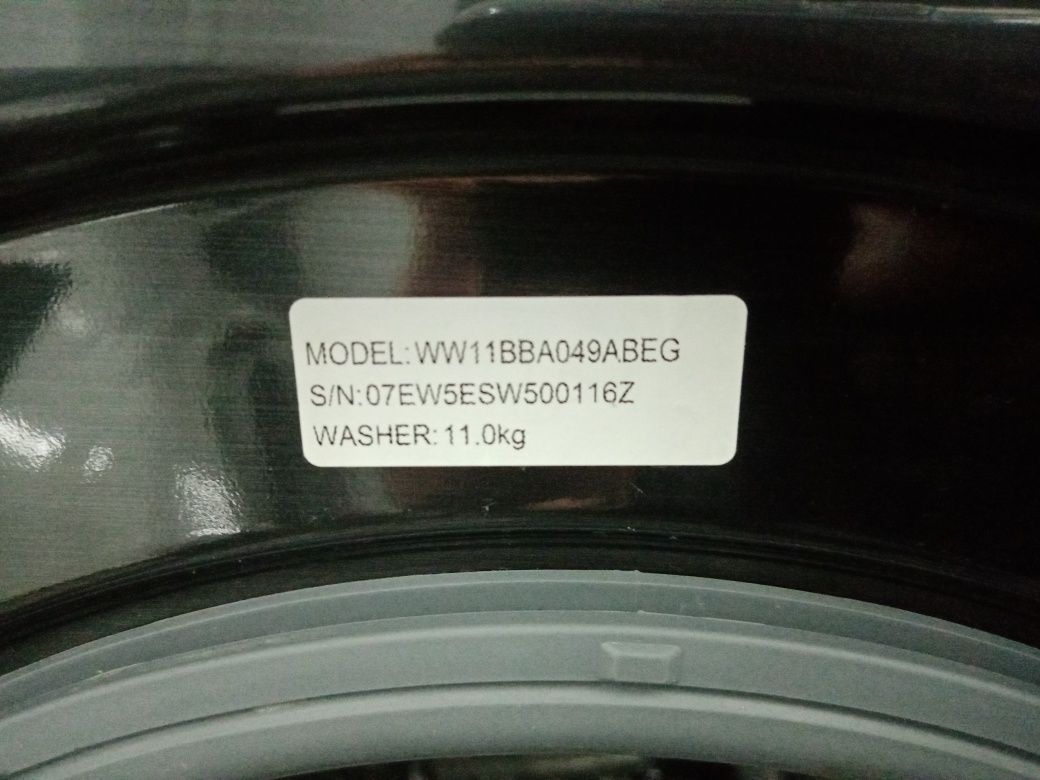 MODEL: WW11BBA049ABEG
S/N: 07EW5ESW500116Z
WASHER: 11.0kg